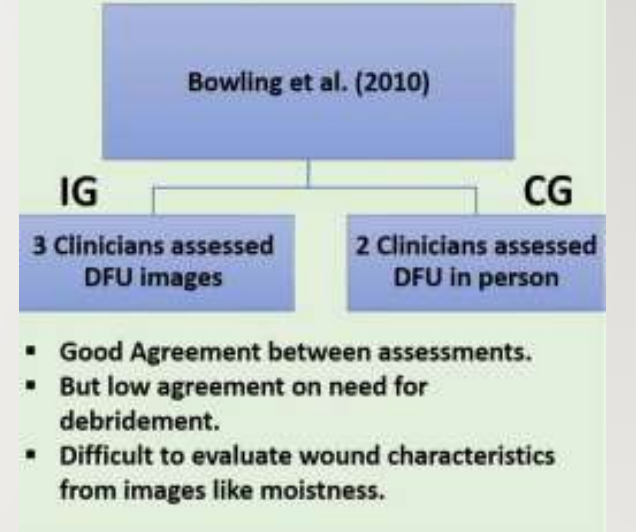 Bowling et al. (2010)
IG
CG
3 Clinicians assessed
DFU images
2 Clinicians assessed
DFU in person
▪ Good Agreement between assessments.
▪ But low agreement on need for
debridement.
▪ Difficult to evaluate wound characteristics
from images like moistness.